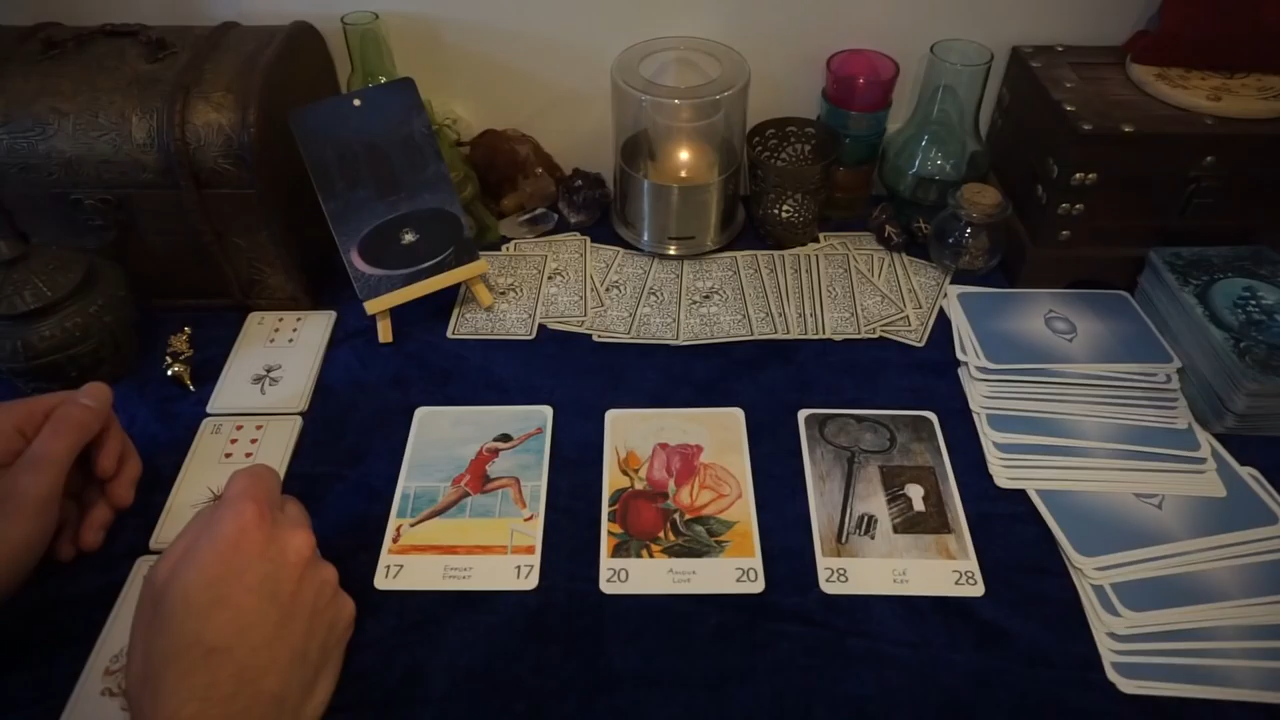 2
16.
17 EFFORT 17
EFFORT
20 AMOUR 20
LOVE
28 CLÉ 28
KEY